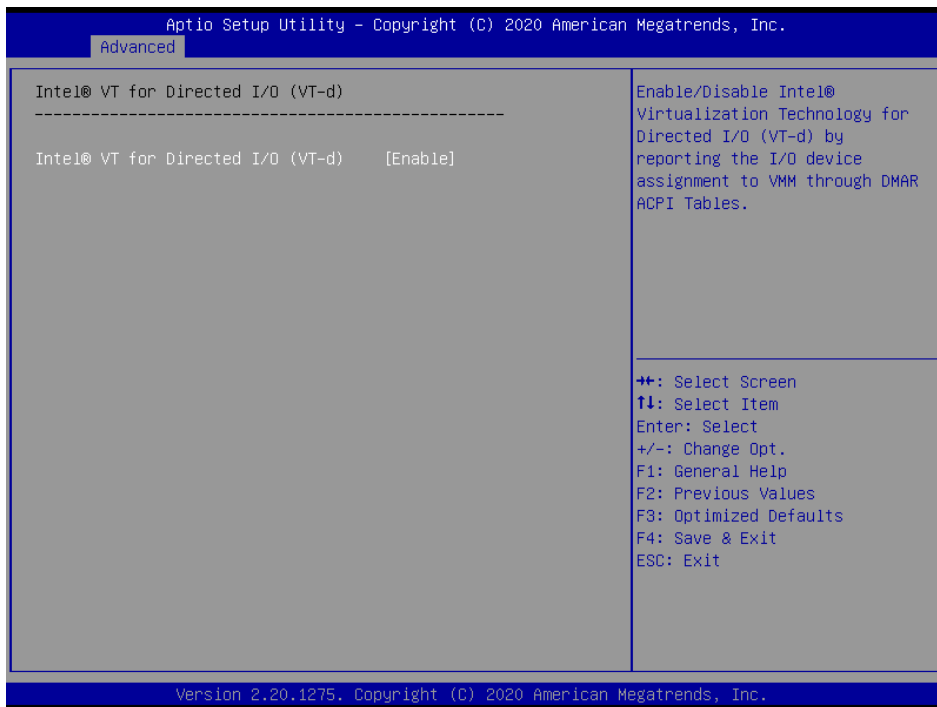 Aptio Setup Utility – Copyright (C) 2020 American Megatrends, Inc.
Advanced
Intel® VT for Directed I/O (VT-d)
--------------------------------------------------
Intel® VT for Directed I/O (VT-d) [Enable]
Enable/Disable Intel®
Virtualization Technology for
Directed I/O (VT-d) by
reporting the I/O device
assignment to VMM through DMAR
ACPI Tables.
→←: Select Screen
↑↓: Select Item
Enter: Select
+/-: Change Opt.
F1: General Help
F2: Previous Values
F3: Optimized Defaults
F4: Save & Exit
ESC: Exit
Version 2.20.1275. Copyright (C) 2020 American Megatrends, Inc.